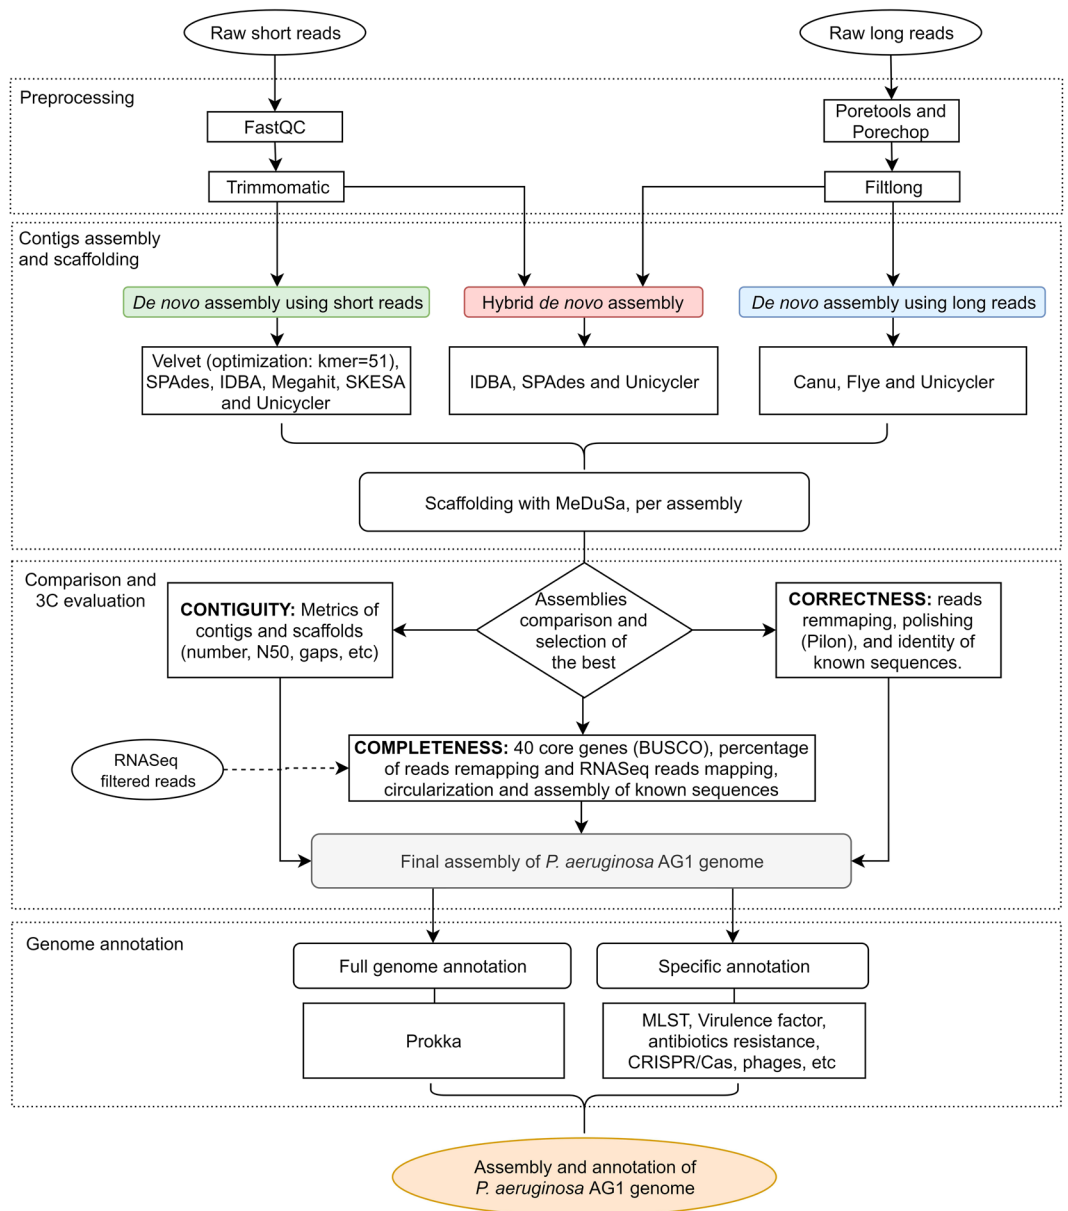 Raw short reads
Raw long reads
Preprocessing
FastQC
Poretools and
Porechop
Trimmomatic
Filtlong
Contigs assembly
and scaffolding
De novo assembly using short reads
Hybrid de novo assembly
De novo assembly using long reads
Velvet (optimization: kmer=51),
SPAdes, IDBA, Megahit, SKESA
and Unicycler
IDBA, SPAdes and Unicycler
Canu, Flye and Unicycler
Scaffolding with MeDuSa, per assembly
Comparison and
3C evaluation
CONTIGUITY: Metrics of
contigs and scaffolds
(number, N50, gaps, etc)
Assemblies
comparison and
selection of
the best
CORRECTNESS: reads
remmaping, polishing
(Pilon), and identity of
known sequences.
RNASeq
filtered reads
COMPLETENESS: 40 core genes (BUSCO), percentage
of reads remapping and RNASeq reads mapping,
circularization and assembly of known sequences
Final assembly of P. aeruginosa AG1 genome
Genome annotation
Full genome annotation
Specific annotation
Prokka
MLST, Virulence factor,
antibiotics resistance,
CRISPR/Cas, phages, etc
Assembly and annotation of
P. aeruginosa AG1 genome